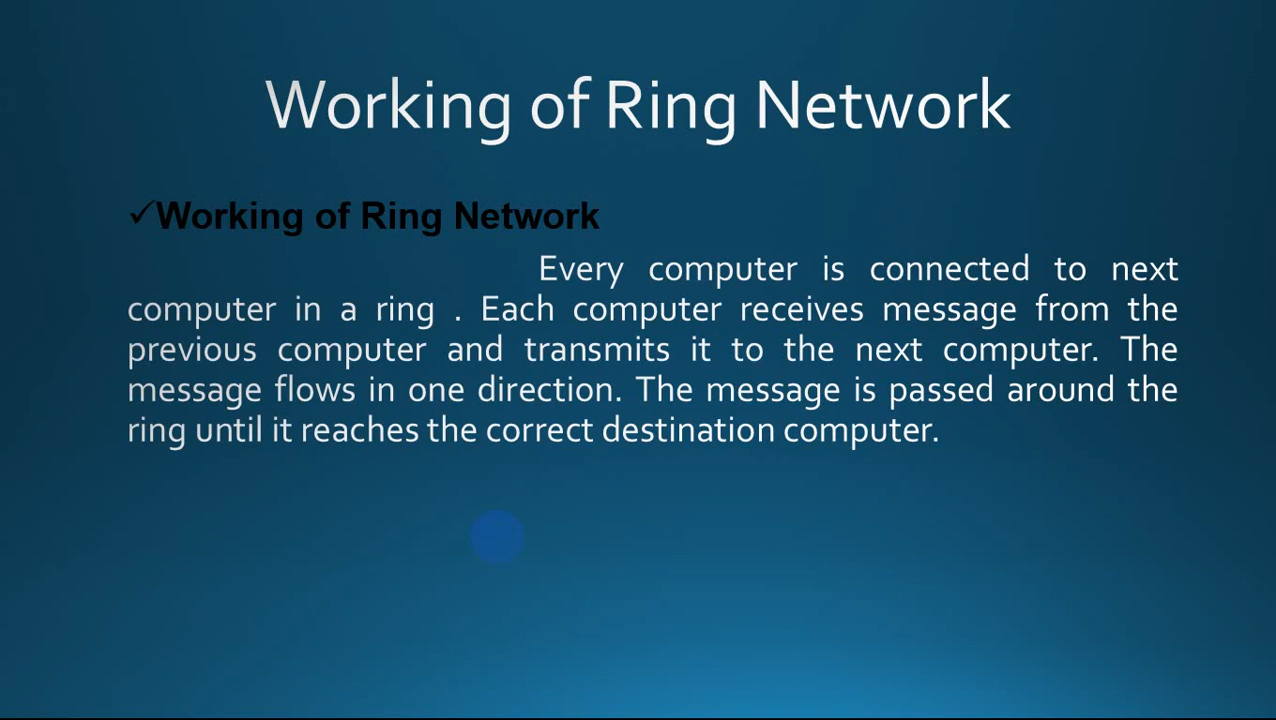 Working of Ring Network
✓Working of Ring Network
Every computer is connected to next
computer in a ring . Each computer receives message from the
previous computer and transmits it to the next computer. The
message flows in one direction. The message is passed around the
ring until it reaches the correct destination computer.